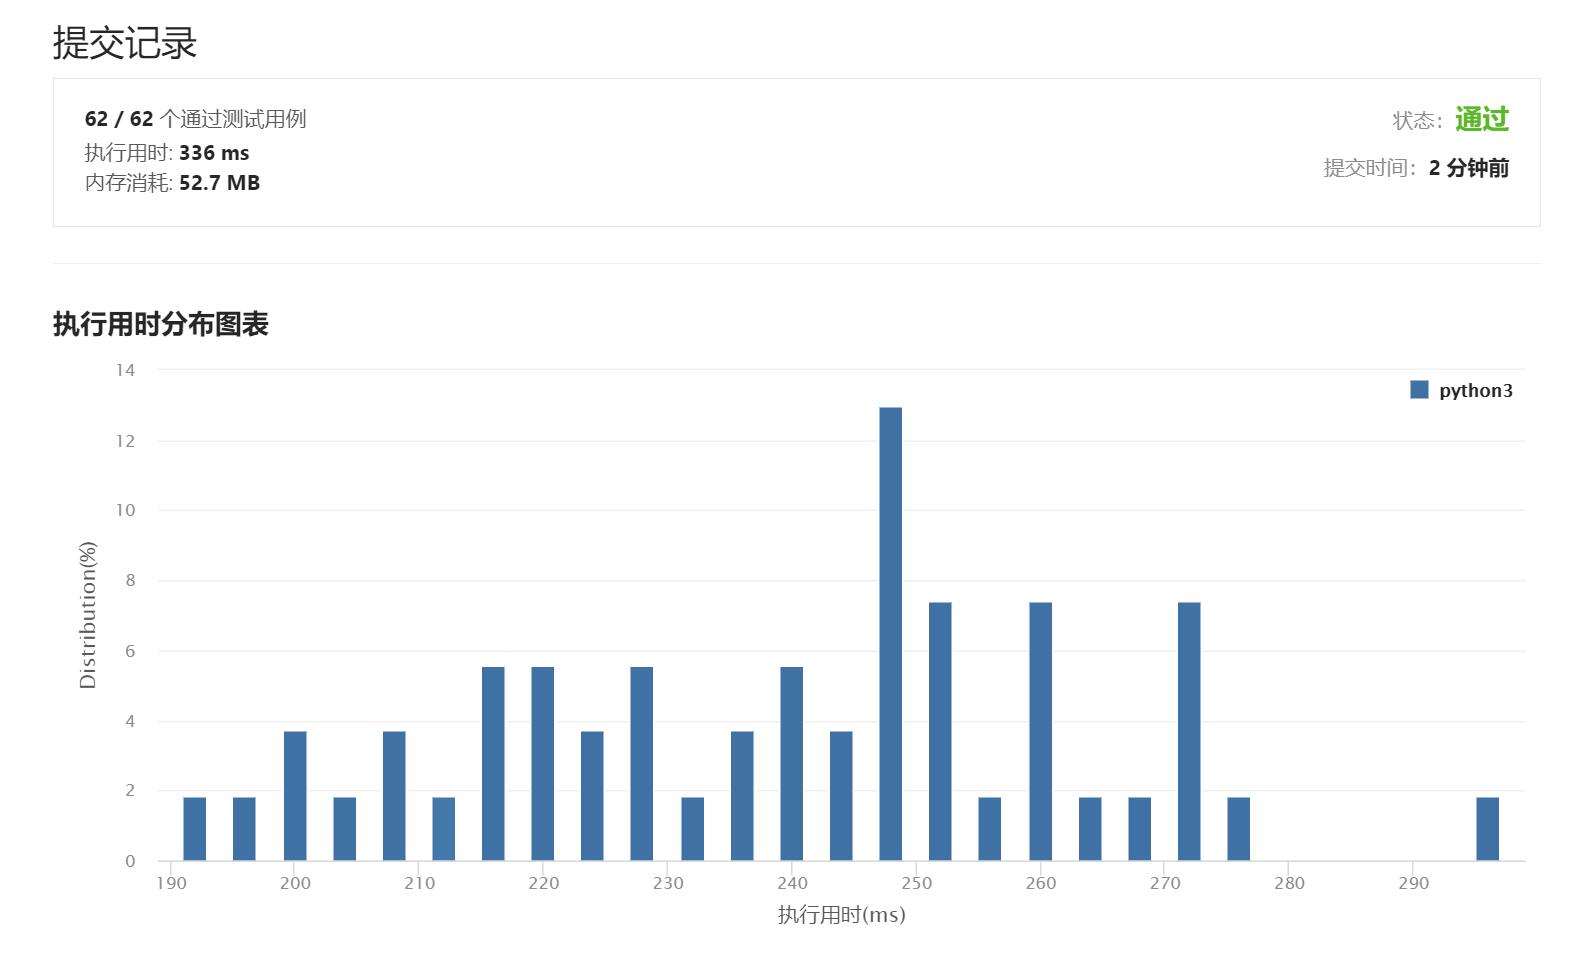 提交记录
62 / 62 个通过测试用例
状态：通过
执行用时: 336 ms
内存消耗: 52.7 MB
提交时间：2 分钟前
执行用时分布图表
14
12
10
8
6
4
2
0
Distribution(%)
python3
190 200 210 220 230 240 250 260 270 280 290
执行用时(ms)